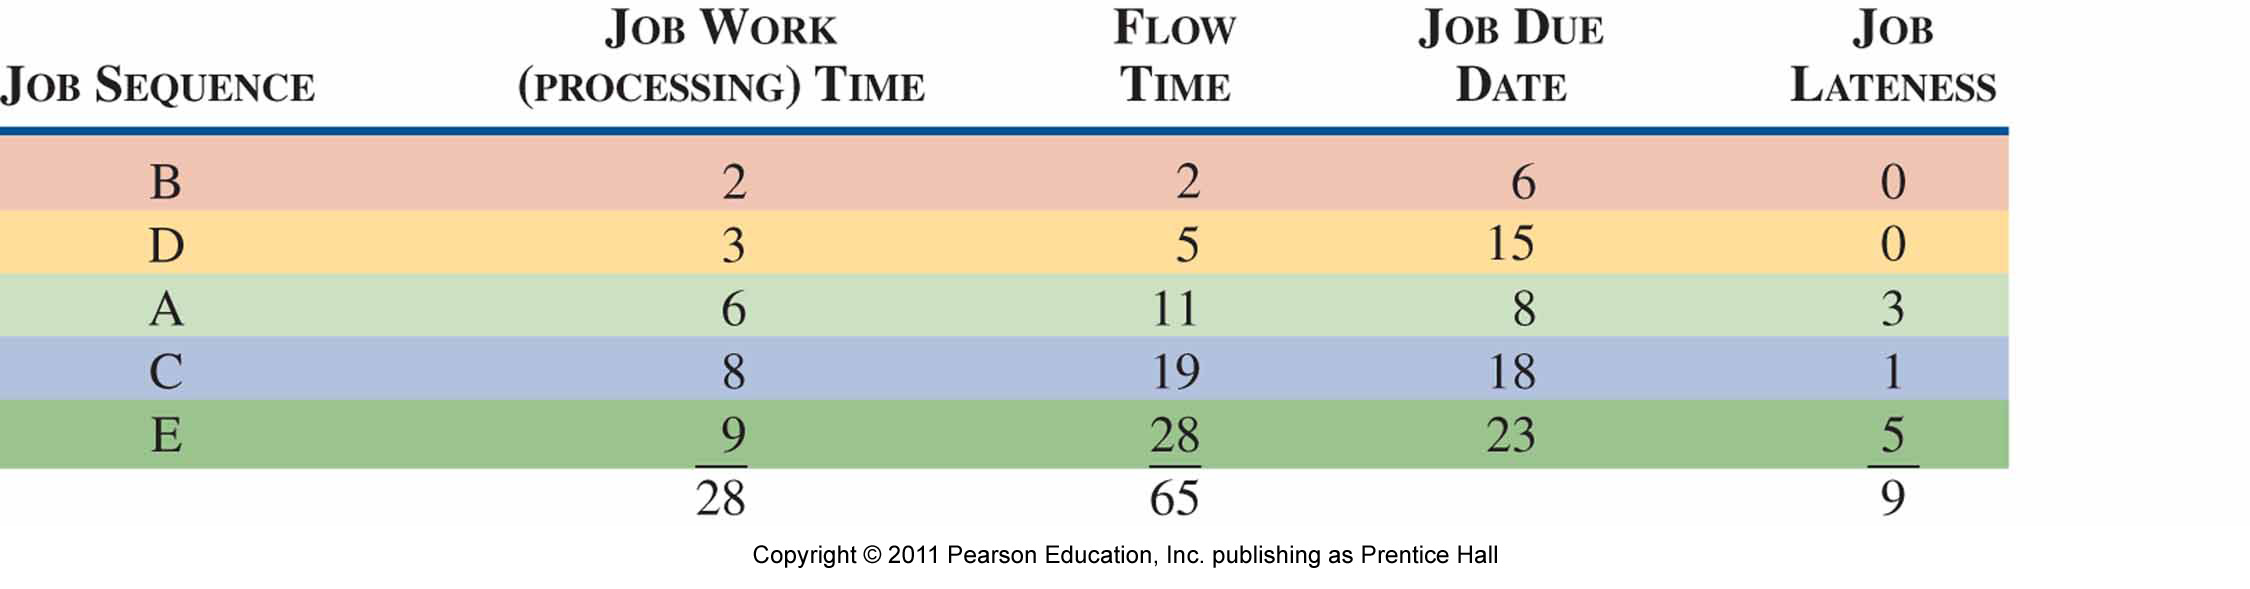 JOB WORK FLOW JOB DUE JOB
JOB SEQUENCE (PROCESSING) TIME TIME DATE LATENESS
B 2 2 6 0
D 3 5 15 0
A 6 11 8 3
C 8 19 18 1
E 9 28 23 5
28 65 9
Copyright © 2011 Pearson Education, Inc. publishing as Prentice Hall